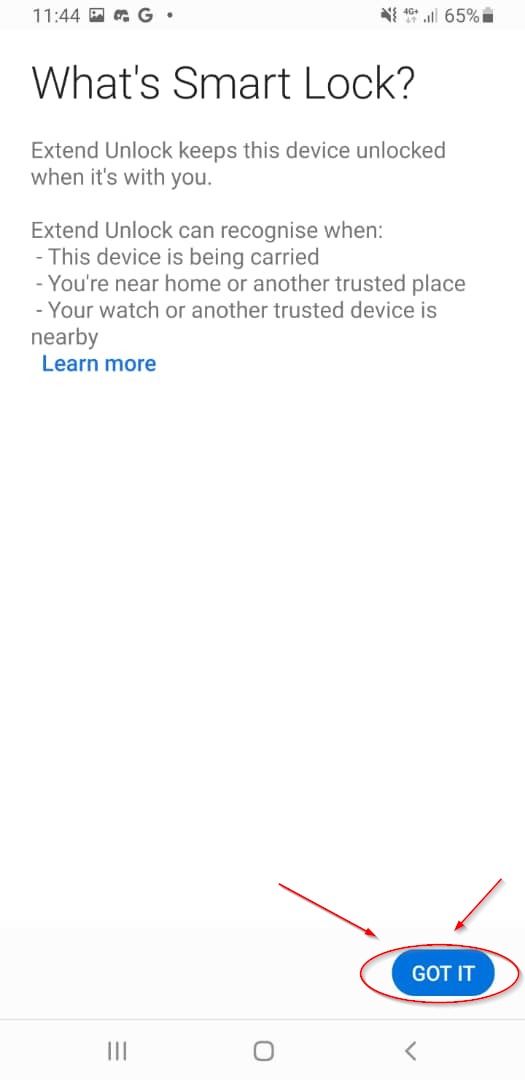 11:44 G 4G+ 65%
What's Smart Lock?
Extend Unlock keeps this device unlocked
when it's with you.
Extend Unlock can recognise when:
- This device is being carried
- You're near home or another trusted place
- Your watch or another trusted device is
nearby
Learn more
GOT IT